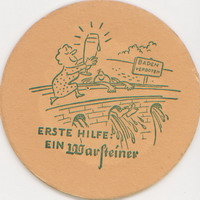 BADEN
VERBOTEN
ERSTE HILFE:
EIN Warsteiner